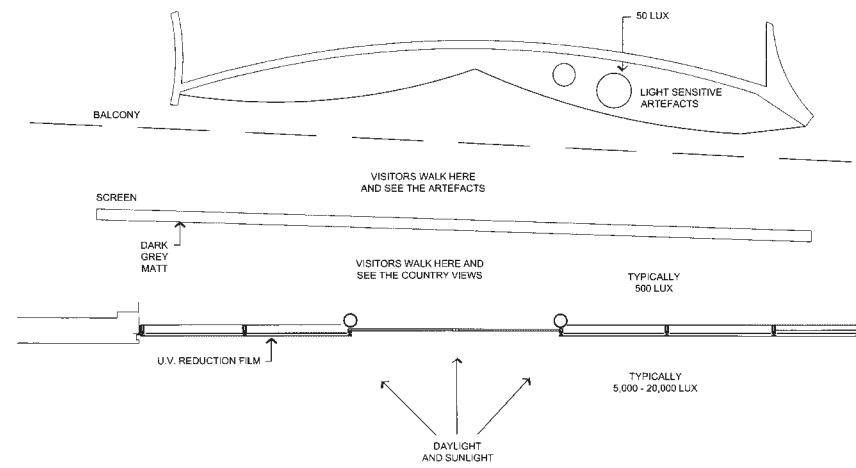 50 LUX
LIGHT SENSITIVE
ARTEFACTS
BALCONY
VISITORS WALK HERE
AND SEE THE ARTEFACTS
SCREEN
DARK
GREY
MATT
VISITORS WALK HERE AND
SEE THE COUNTRY VIEWS
TYPICALLY
500 LUX
U.V. REDUCTION FILM
TYPICALLY
5,000 - 20,000 LUX
DAYLIGHT
AND SUNLIGHT